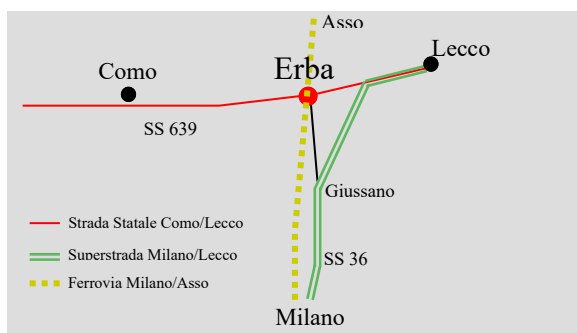 Asso
Lecco
Como
Erba
SS 639
Giussano
Strada Statale Como/Lecco
Superstrada Milano/Lecco
SS 36
Ferrovia Milano/Asso
Milano